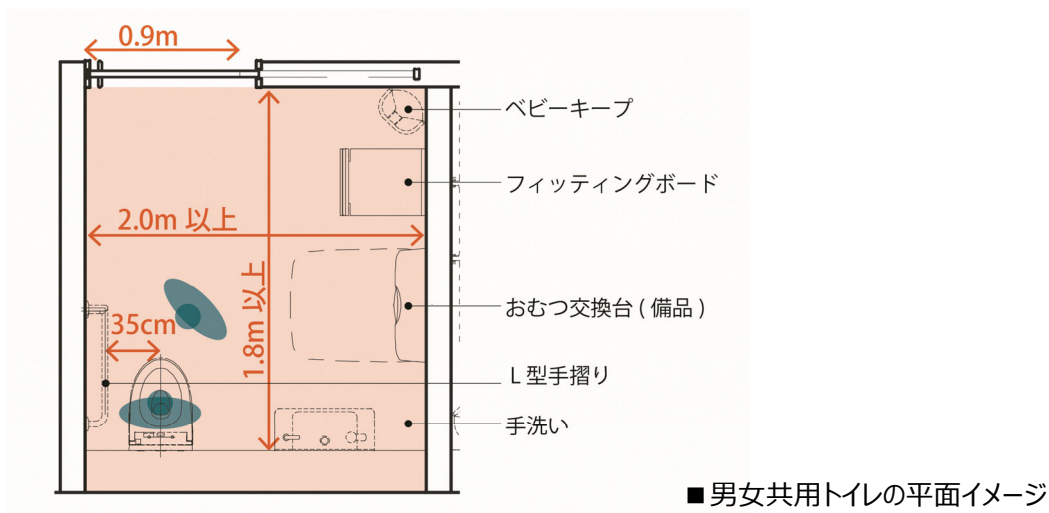 0.9m
ベビーキープ
フィッティングボード
2.0m 以上
1.8m 以上
おむつ交換台 ( 備品 )
35cm
L 型手摺り
手洗い
■男女共用トイレの平面イメージ